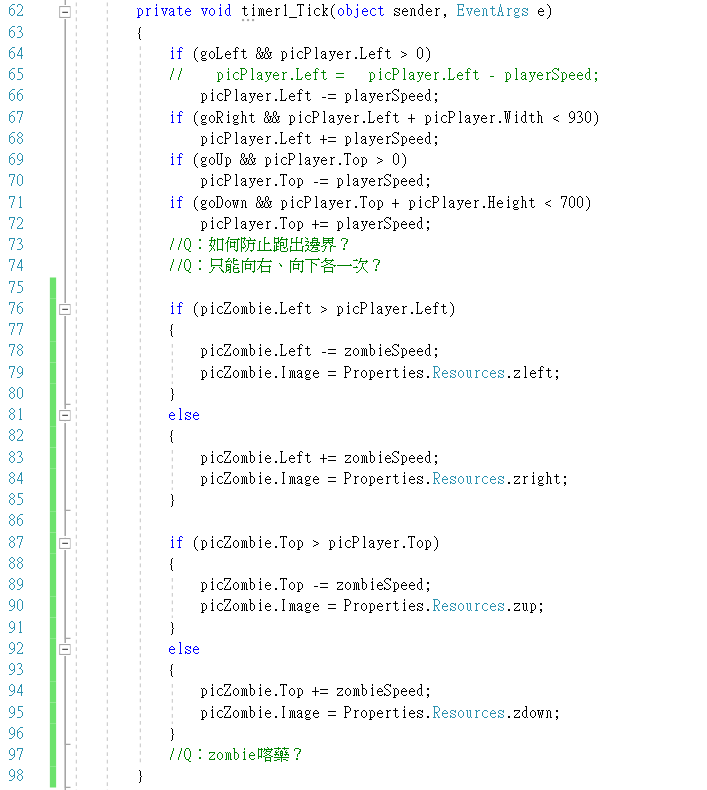 62 private void timer1_Tick(object sender, EventArgs e)
63 {
64 if (goLeft && picPlayer.Left > 0)
65 // picPlayer.Left = picPlayer.Left - playerSpeed;
66 picPlayer.Left -= playerSpeed;
67 if (goRight && picPlayer.Left + picPlayer.Width < 930)
68 picPlayer.Left += playerSpeed;
69 if (goUp && picPlayer.Top > 0)
70 picPlayer.Top -= playerSpeed;
71 if (goDown && picPlayer.Top + picPlayer.Height < 700)
72 picPlayer.Top += playerSpeed;
73 //Q：如何防止跑出邊界？
74 //Q：只能向右、向下各一次？
75
76 if (picZombie.Left > picPlayer.Left)
77 {
78 picZombie.Left -= zombieSpeed;
79 picZombie.Image = Properties.Resources.zleft;
80 }
81 else
82 {
83 picZombie.Left += zombieSpeed;
84 picZombie.Image = Properties.Resources.zright;
85 }
86
87 if (picZombie.Top > picPlayer.Top)
88 {
89 picZombie.Top -= zombieSpeed;
90 picZombie.Image = Properties.Resources.zup;
91 }
92 else
93 {
94 picZombie.Top += zombieSpeed;
95 picZombie.Image = Properties.Resources.zdown;
96 }
97 //Q：zombie喀藥？
98 }